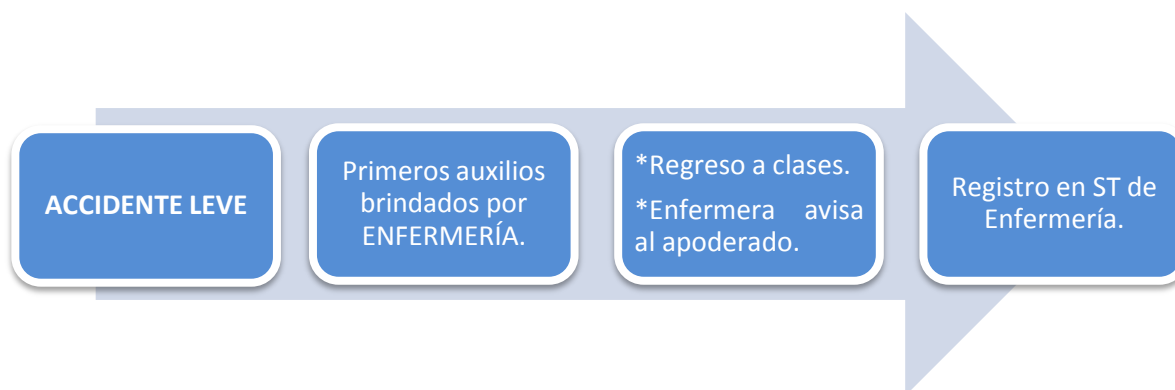 ACCIDENTE LEVE
Primeros auxilios
brindados por
ENFERMERÍA.
*Regreso a clases.
*Enfermera avisa
al apoderado.
Registro en ST de
Enfermería.